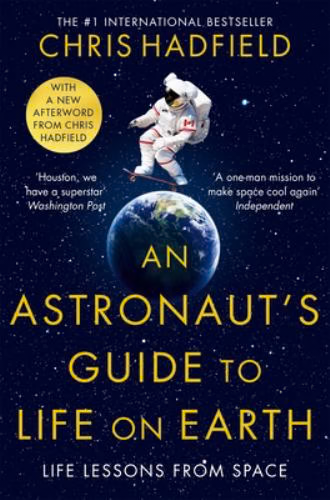 THE #1 INTERNATIONAL BESTSELLER
CHRIS HADFIELD
WITH
A NEW
AFTERWORD
FROM CHRIS
HADFIELD
‘Houston, we
have a superstar’
Washington Post
‘A one-man mission to
make space cool again’
Independent
AN
ASTRONAUT’S
GUIDE TO
LIFE ON EARTH
LIFE LESSONS FROM SPACE